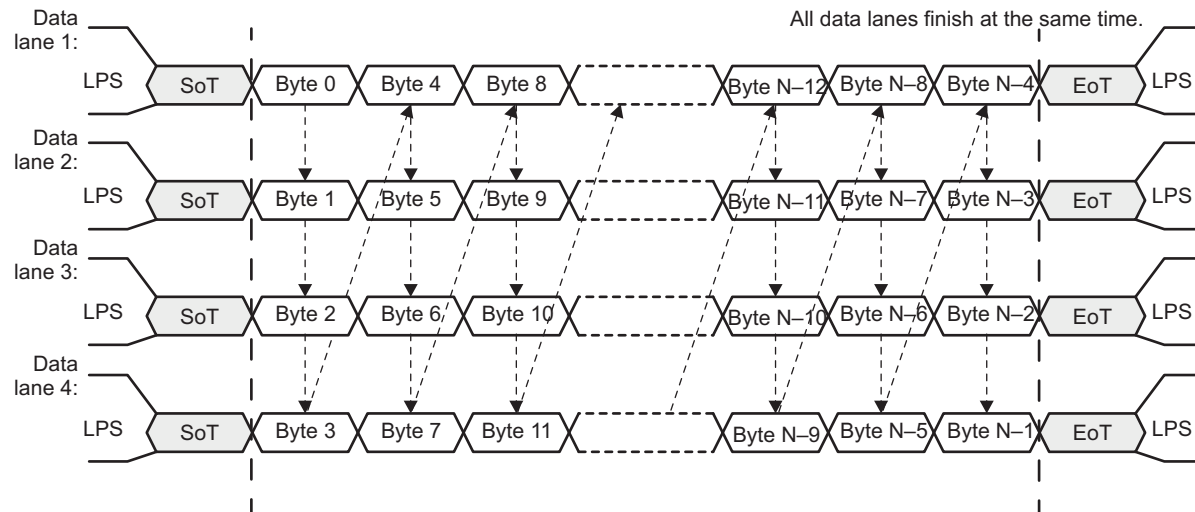 Data
lane 1:
All data lanes finish at the same time.
LPS SoT Byte 0 Byte 4 Byte 8 Byte N–12 Byte N–8 Byte N–4 EoT LPS
Data
lane 2:
LPS SoT Byte 1 Byte 5 Byte 9 Byte N–11 Byte N–7 Byte N–3 EoT LPS
Data
lane 3:
LPS SoT Byte 2 Byte 6 Byte 10 Byte N–10 Byte N–6 Byte N–2 EoT LPS
Data
lane 4:
LPS SoT Byte 3 Byte 7 Byte 11 Byte N–9 Byte N–5 Byte N–1 EoT LPS